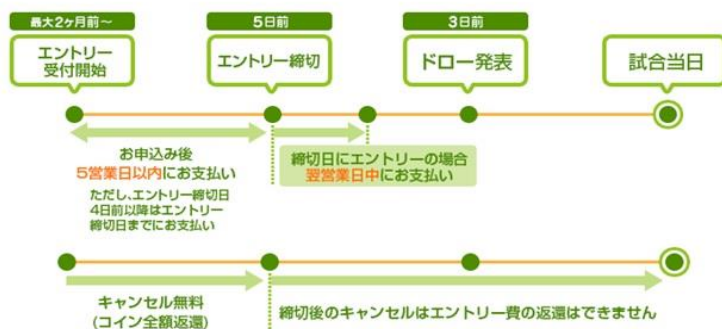 最大2ヶ月前～
エントリー
受付開始
5日前
エントリー締切
3日前
ドロー発表
試合当日
お申込み後
5営業日以内にお支払い
ただし、エントリー締切日
4日前以降はエントリー
締切日までにお支払い
締切日にエントリーの場合
翌営業日中にお支払い
キャンセル無料
(コイン全額返還)
締切後のキャンセルはエントリー費の返還はできません